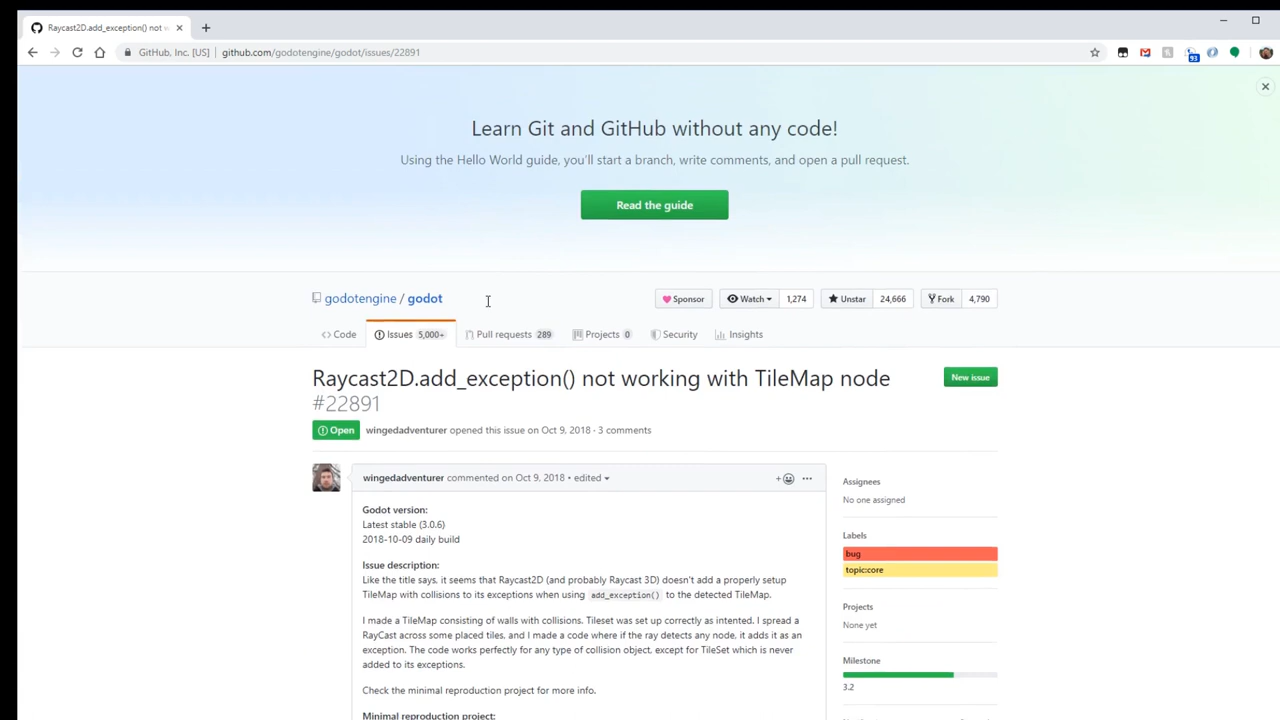 Raycast2D.add_exception() not w
GitHub, Inc. [US] | github.com/godotengine/godot/issues/22891
93
Learn Git and GitHub without any code!
Using the Hello World guide, you'll start a branch, write comments, and open a pull request.
Read the guide
godotengine / godot
Sponsor Watch 1,274 Unstar 24,666 Fork 4,790
Code Issues 5,000+ Pull requests 289 Projects 0 Security Insights
Raycast2D.add_exception() not working with TileMap node
#22891
New issue
Open wingedadventurer opened this issue on Oct 9, 2018 · 3 comments
wingedadventurer commented on Oct 9, 2018 • edited
Godot version:
Latest stable (3.0.6)
2018-10-09 daily build
Issue description:
Like the title says, it seems that Raycast2D (and probably Raycast 3D) doesn't add a properly setup
TileMap with collisions to its exceptions when using add_exception() to the detected TileMap.
I made a TileMap consisting of walls with collisions. Tileset was set up correctly as intented. I spread a
RayCast across some placed tiles, and I made a code where if the ray detects any node, it adds it as an
exception. The code works perfectly for any type of collision object, except for TileSet which is never
added to its exceptions.
Check the minimal reproduction project for more info.
Minimal reproduction project:
Assignees
No one assigned
Labels
bug
topic:core
Projects
None yet
Milestone
3.2